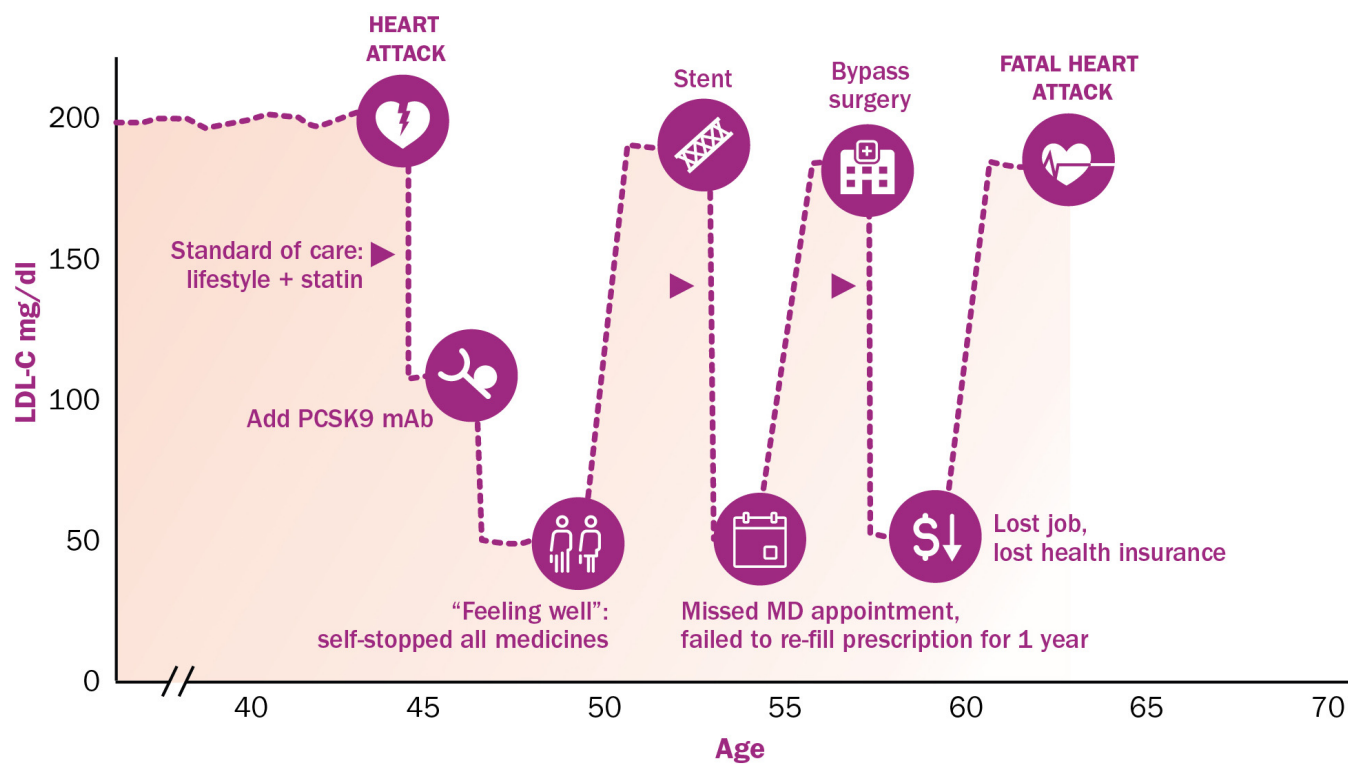 HEART
ATTACK
Stent
Bypass
surgery
FATAL HEART
ATTACK
LDL-C mg/dl
200
150
100
50
0
Standard of care:
lifestyle + statin
Add PCSK9 mAb
“Feeling well”:
self-stopped all medicines
Missed MD appointment,
failed to re-fill prescription for 1 year
$
Lost job,
lost health insurance
40
45
50
55
60
65
70
Age